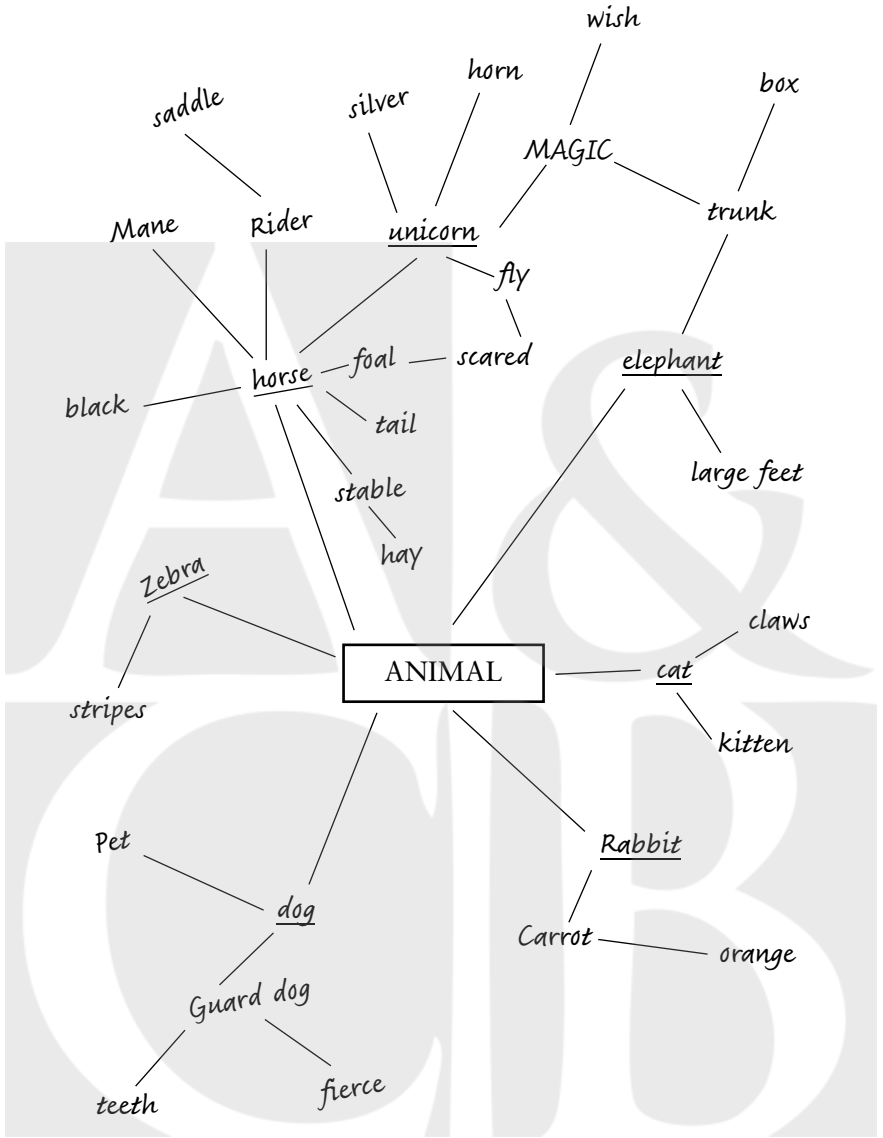 wish
horn
box
saddle
silver
MAGIC
trunk
Mane
Rider
unicorn
fly
foal
scared
elephant
horse
black
tail
large feet
stable
hay
Zebra
claws
ANIMAL
cat
stripes
kitten
Pet
Rabbit
dog
Carrot
orange
Guard dog
fierce
teeth
A&
CB